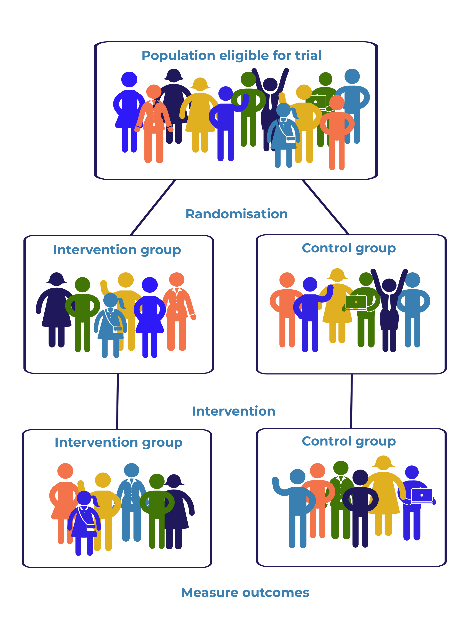 Population eligible for trial
Randomisation
Intervention group
Control group
Intervention
Intervention group
Control group
Measure outcomes